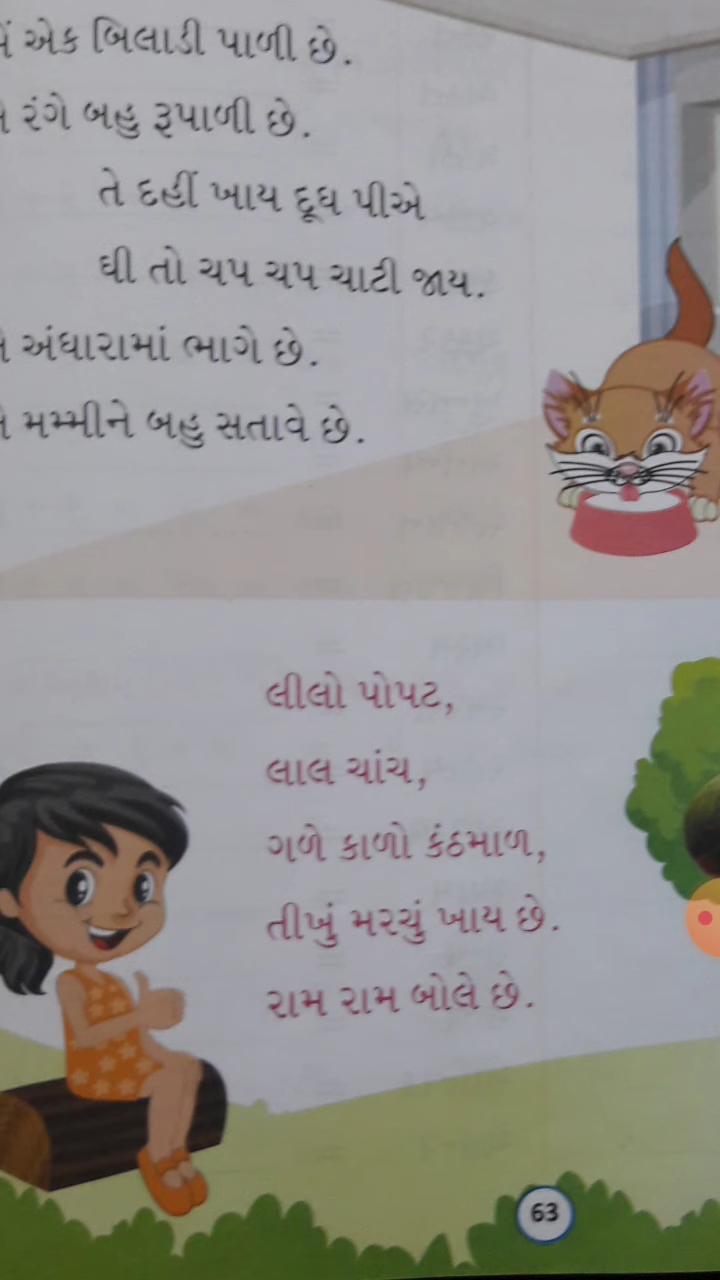 એક બિલાડી પાળી છે.
રંગે બહુ રૂપાળી છે.
તે દહીં ખાય દૂધ પીએ
ઘી તો ચપ ચપ ચાટી જાય.
અંધારામાં ભાગે છે.
મમ્મીને બહુ સતાવે છે.
લીલો પોપટ,
લાલ ચાંચ,
ગળે કાળો કંઠમાળ,
તીખું મરચું ખાય છે.
રામ રામ બોલે છે.
63